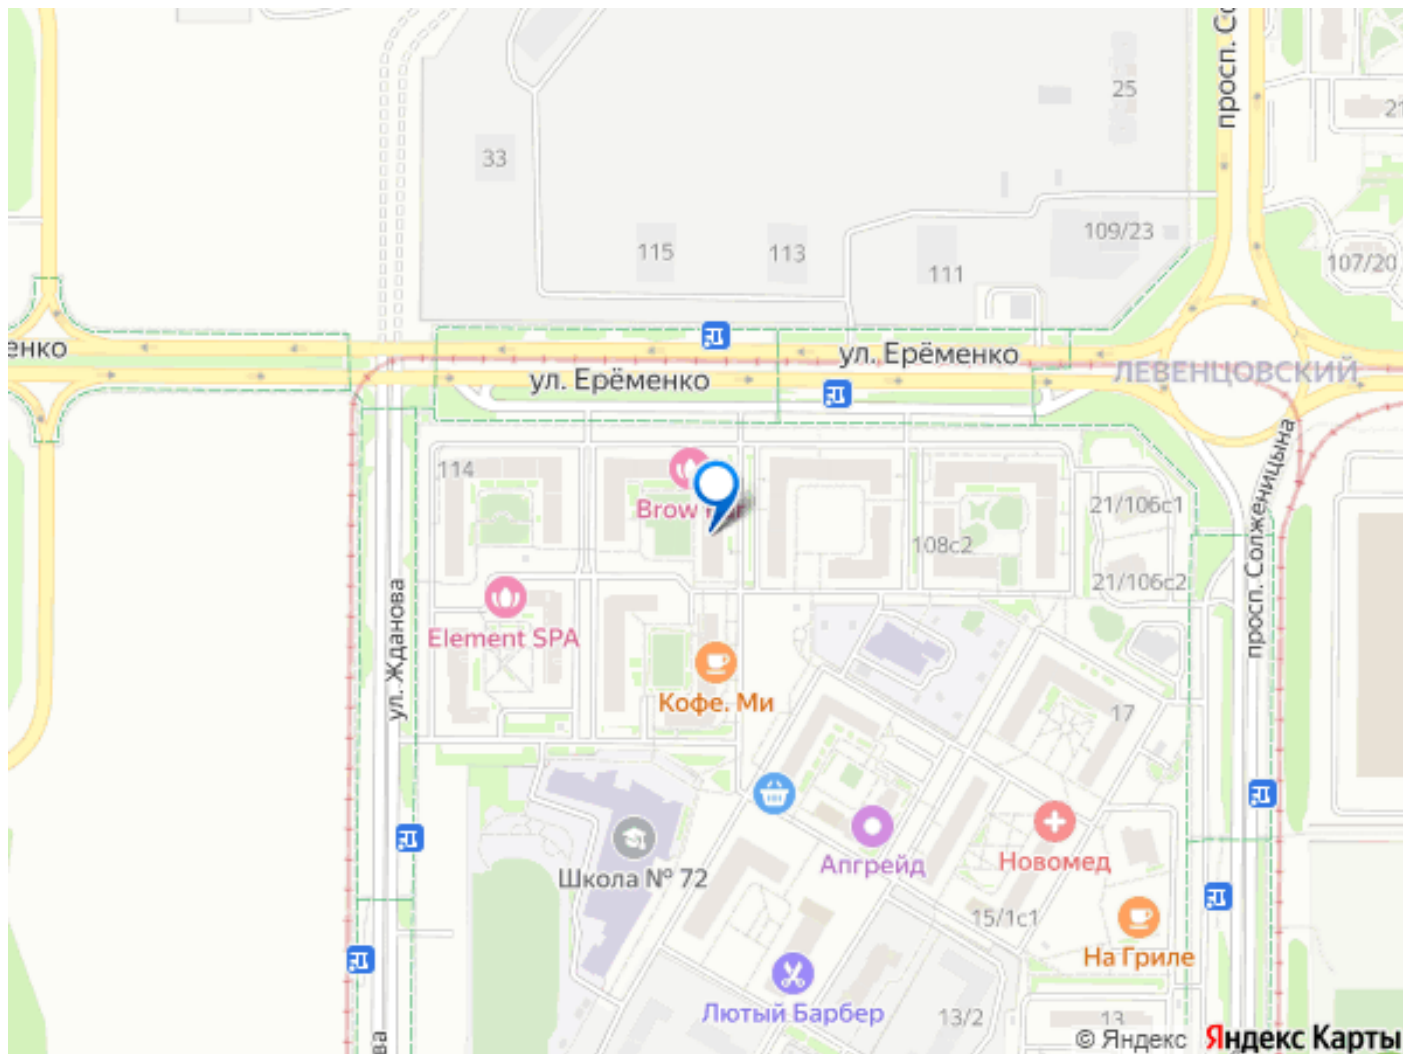 просп. Со
25
21
33
115
113
111
109/23
107/20
енко
ул. Ерёменко
ул. Ерёменко
ЛЕВЕНЦОВСКИЙ
114
Brow
21/106с1
108с2
21/106с2
просп. Солженицына
ул. Жданова
Element SPA
Кофе. Ми
17
Апгрейд
Новомед
Школа № 72
15/1с1
На Гриле
Лютый Барбер
13/2
13
ва
© Яндекс Яндекс Карты